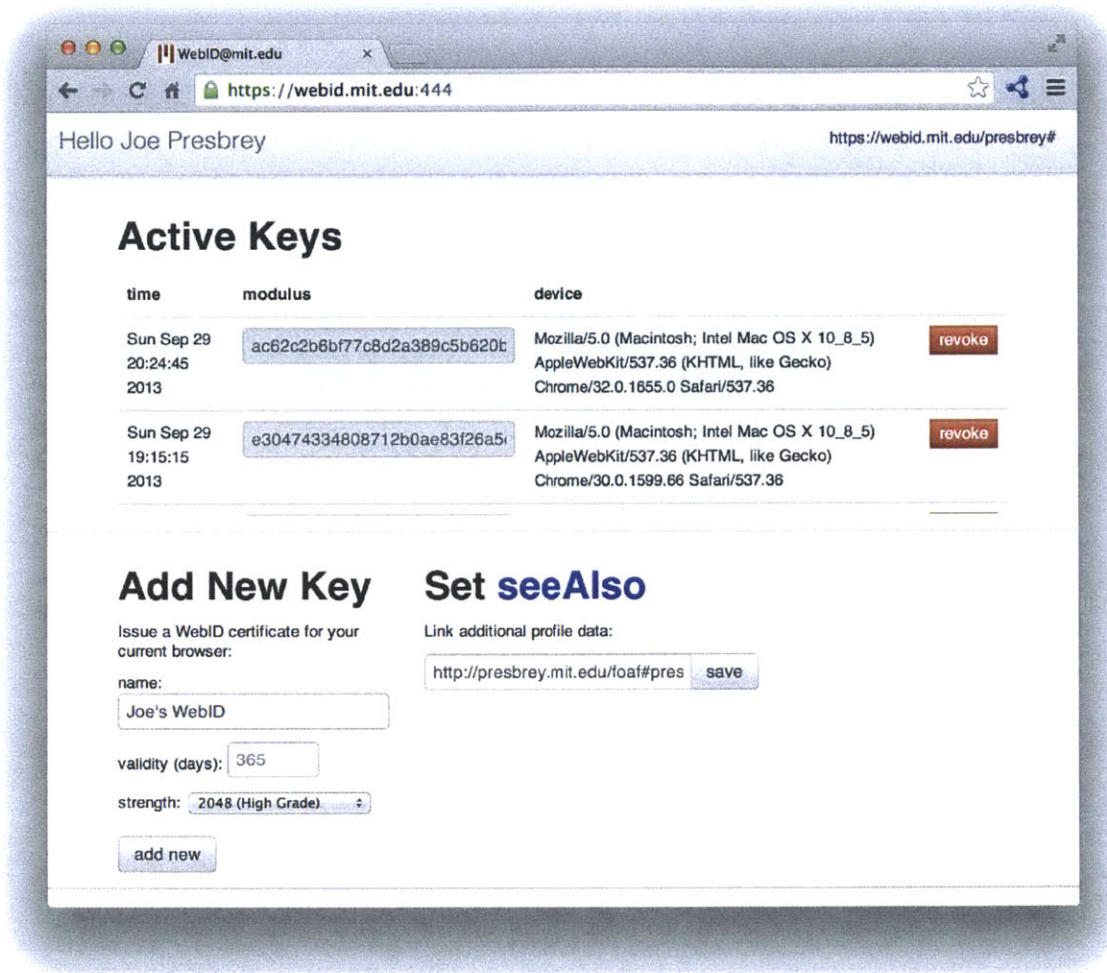 WebID@mit.edu ×
https://webid.mit.edu:444
Hello Joe Presbrey
https://webid.mit.edu/presbrey#
Active Keys
time modulus device
Sun Sep 29
20:24:45
2013
ac62c2b6bf77c8d2a389c5b620b
Mozilla/5.0 (Macintosh; Intel Mac OS X 10_8_5)
AppleWebKit/537.36 (KHTML, like Gecko)
Chrome/32.0.1655.0 Safari/537.36
revoke
Sun Sep 29
19:15:15
2013
e30474334808712b0ae83f26a5
Mozilla/5.0 (Macintosh; Intel Mac OS X 10_8_5)
AppleWebKit/537.36 (KHTML, like Gecko)
Chrome/30.0.1599.66 Safari/537.36
revoke
Add New Key
Issue a WebID certificate for your
current browser:
name:
Joe's WebID
validity (days): 365
strength: 2048 (High Grade)
add new
Set seeAlso
Link additional profile data:
http://presbrey.mit.edu/foaf#pres save